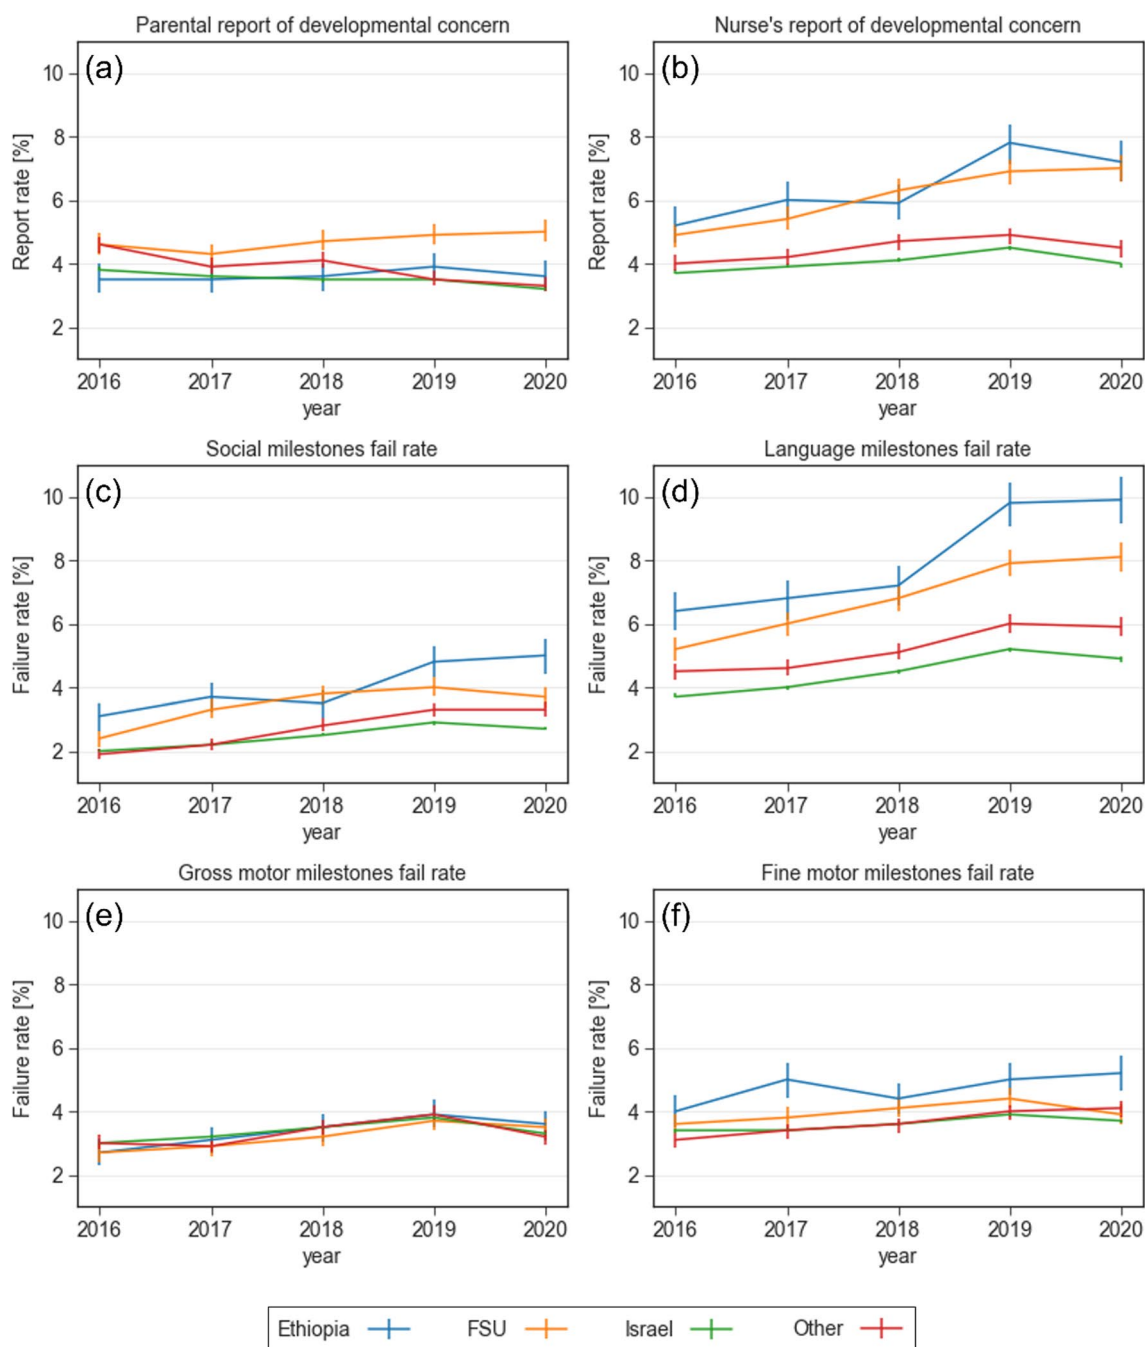 Parental report of developmental concern
(a)
10
8
6
4
2
Report rate [%]
2016 2017 2018 2019 2020
year
Nurse's report of developmental concern
(b)
10
8
6
4
2
Report rate [%]
2016 2017 2018 2019 2020
year
Social milestones fail rate
(c)
10
8
6
4
2
Failure rate [%]
2016 2017 2018 2019 2020
year
Language milestones fail rate
(d)
10
8
6
4
2
Failure rate [%]
2016 2017 2018 2019 2020
year
Gross motor milestones fail rate
(e)
10
8
6
4
2
Failure rate [%]
2016 2017 2018 2019 2020
year
Fine motor milestones fail rate
(f)
10
8
6
4
2
Failure rate [%]
2016 2017 2018 2019 2020
year
Ethiopia FSU Israel Other